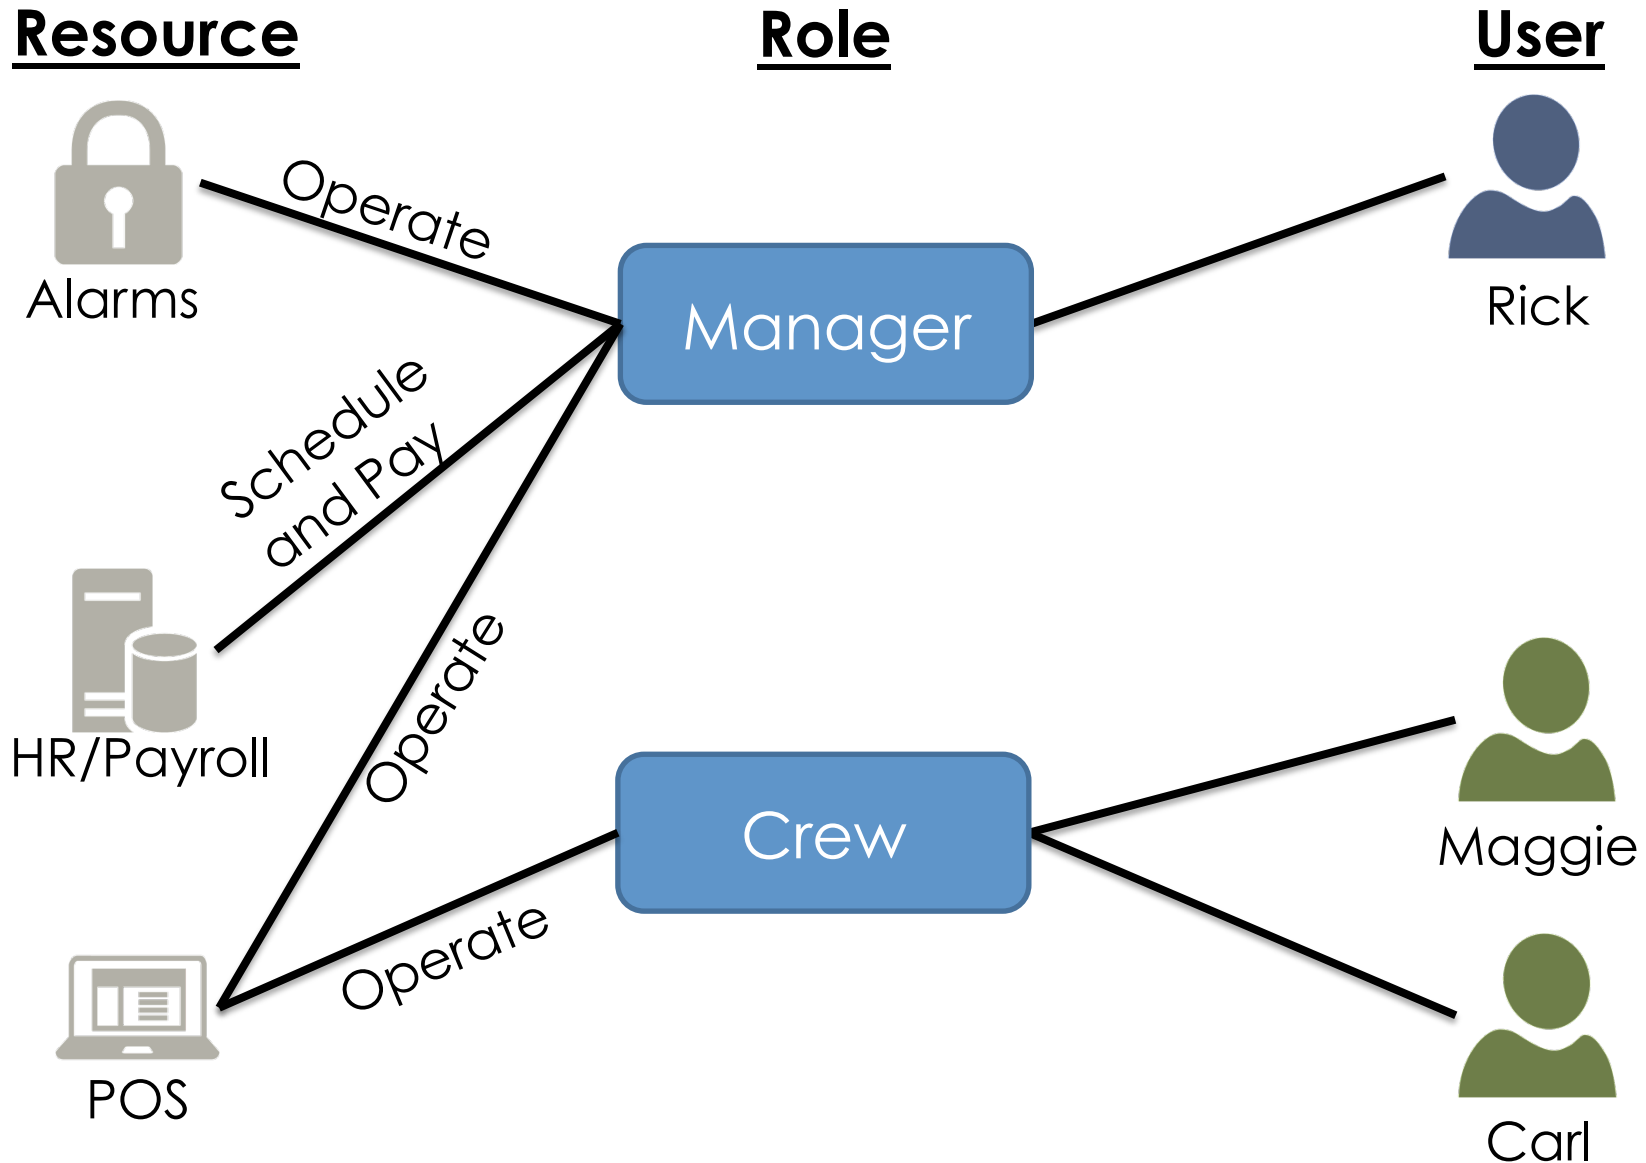 Resource
Role
User
Operate
Alarms
Manager
Rick
Schedule
and Pay
Operate
HR/Payroll
Crew
Maggie
Operate
POS
Carl